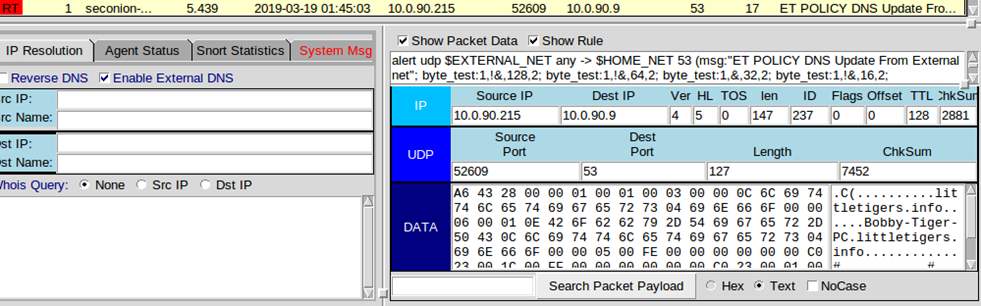 RT 1 seconion-... 5.439 2019-03-19 01:45:03 10.0.90.215 52609 10.0.90.9 53 17 ET POLICY DNS Update Fro...
IP Resolution Agent Status Snort Statistics System Msg
Reverse DNS Enable External DNS
rc IP:
rc Name:
st IP:
st Name:
Whois Query: None Src IP Dst IP
Show Packet Data Show Rule
alert udp $EXTERNAL_NET any -> $HOME_NET 53 (msg:"ET POLICY DNS Update From External
net"; byte_test:1,!&,128,2; byte_test:1,!&,64,2; byte_test:1,&,32,2; byte_test:1,!&,16,2;
IP
Source IP Dest IP Ver HL TOS len ID Flags Offset TTL ChkSum
10.0.90.215 10.0.90.9 4 5 0 147 237 0 0 128 2881
UDP
Source Port Dest Port Length ChkSum
52609 53 127 7452
DATA
A6 43 28 00 00 01 00 01 00 03 00 00 0C 6C 69 74 .C(..........lit
74 6C 65 74 69 67 65 72 73 04 69 6E 66 6F 00 00 tletigers.info..
06 00 01 0E 42 6F 62 62 79 2D 54 69 67 65 72 2D ....Bobby-Tiger-
50 43 0C 6C 69 74 74 6C 65 74 69 67 65 72 73 04 PC.littletigers.
69 6E 66 6F 00 00 05 00 FE 00 00 00 00 00 00 C0 info............
23 00 1C 00 FF 00 00 00 00 00 00 C0 23 00 01 00
Search Packet Payload Hex Text NoCase